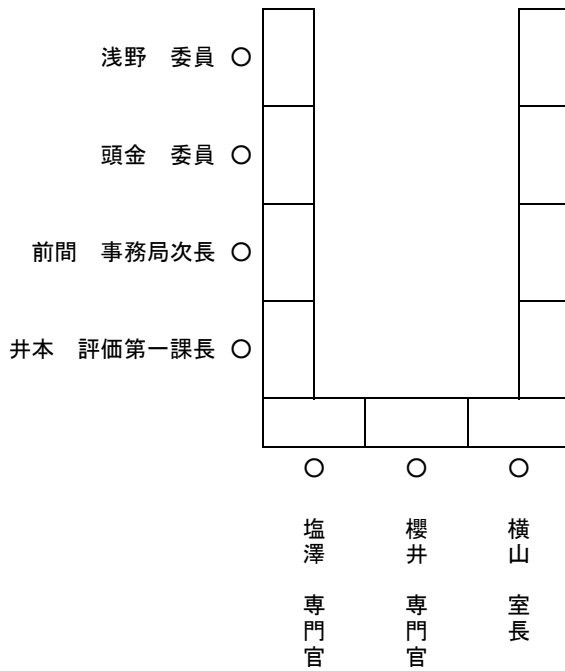 浅野　委員
頭金　委員
前間　事務局次長
井本　評価第一課長
塩澤　専門官
櫻井　専門官
横山　室長